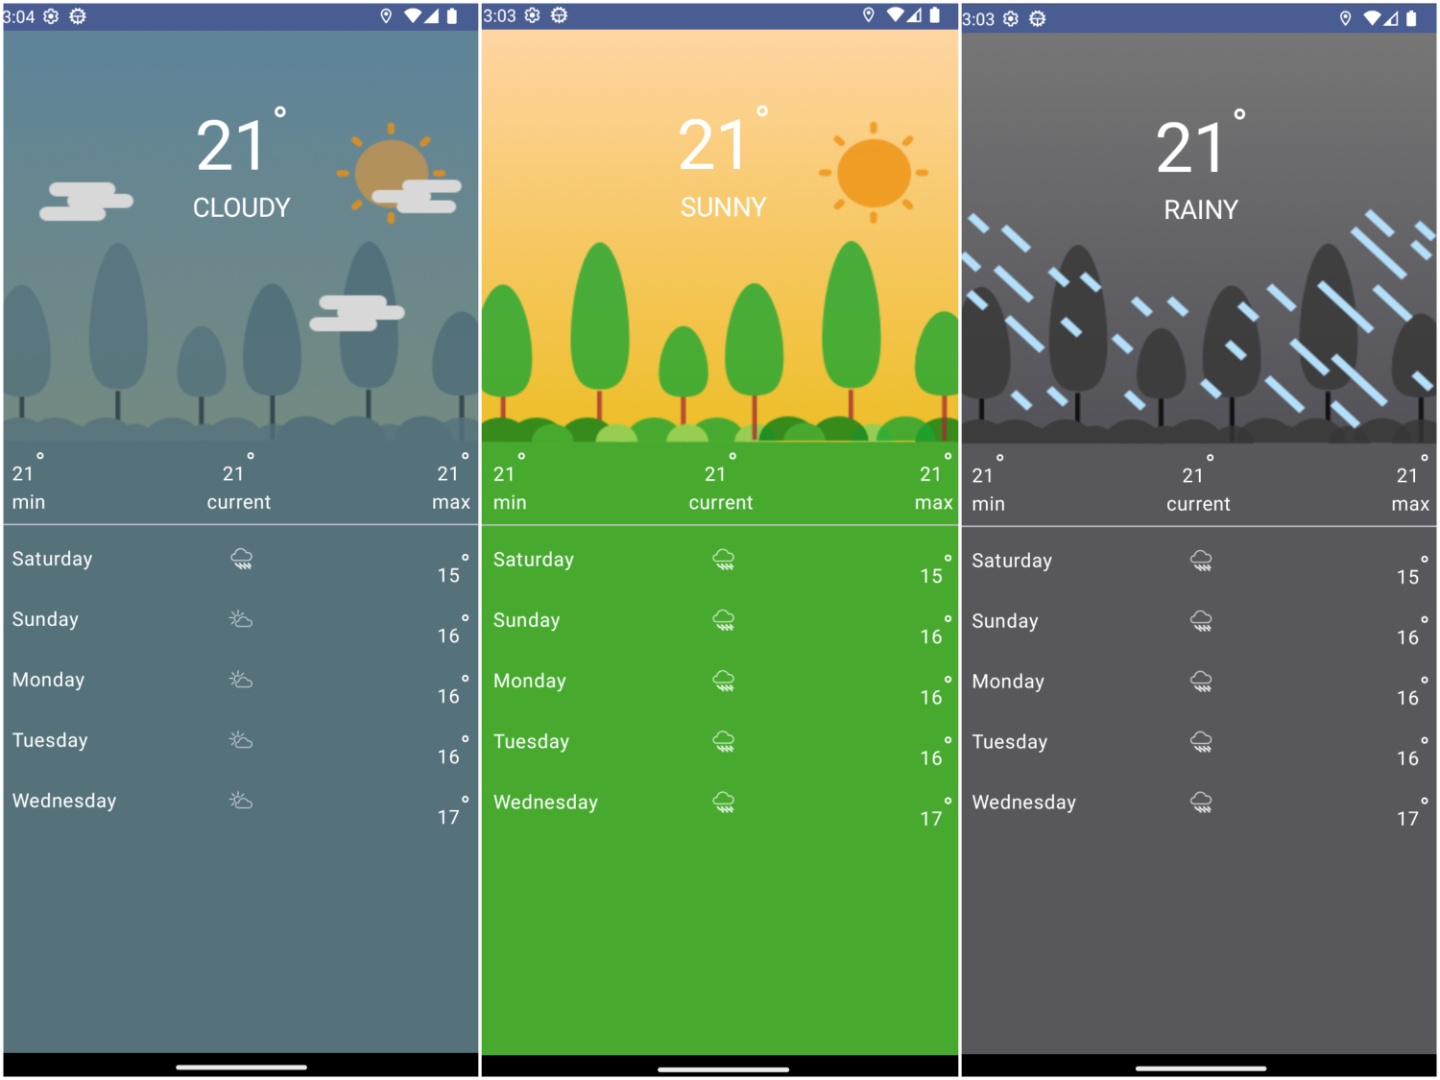 3:04
21°
CLOUDY
21° 21° 21°
min current max
Saturday 15°
Sunday 16°
Monday 16°
Tuesday 16°
Wednesday 17°
3:03
21°
SUNNY
21° 21° 21°
min current max
Saturday 15°
Sunday 16°
Monday 16°
Tuesday 16°
Wednesday 17°
3:03
21°
RAINY
21° 21° 21°
min current max
Saturday 15°
Sunday 16°
Monday 16°
Tuesday 16°
Wednesday 17°